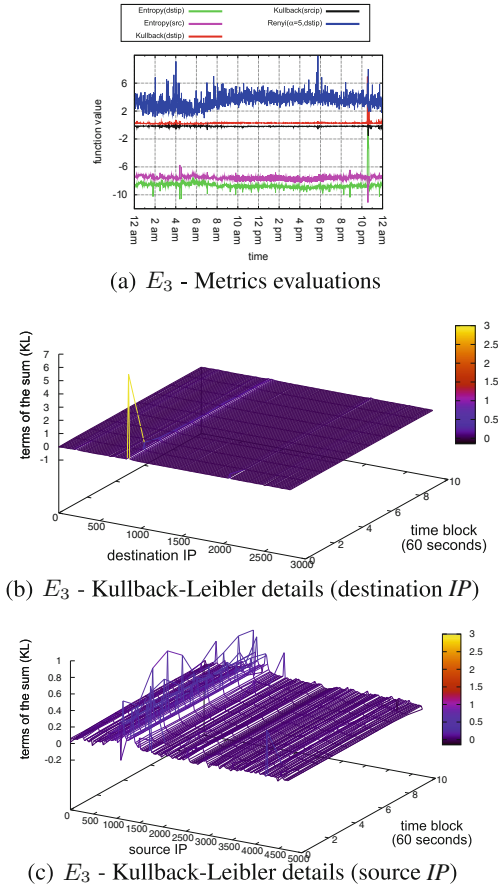 Entropy(dstip)
Entropy(src)
Kullback(dstip)
Kullback(srcip)
Renyi(α=5,dstip)
function value
6
2
-2
-6
-10
12 am
2 am
4 am
6 am
8 am
10 am
12 pm
2 pm
4 pm
6 pm
8 pm
10 pm
12 am
time
(a) E3 - Metrics evaluations
terms of the sum (KL)
7
6
5
4
3
2
1
0
-1
0
500
1000
1500
2000
2500
3000
destination IP
0
2
4
6
8
10
time block
(60 seconds)
3
2.5
2
1.5
1
0.5
0
(b) E3 - Kullback-Leibler details (destination IP)
terms of the sum (KL)
1
0.8
0.6
0.4
0.2
0
-0.2
0
500
1000
1500
2000
2500
3000
3500
4000
4500
5000
source IP
0
2
4
6
8
10
time block
(60 seconds)
3
2.5
2
1.5
1
0.5
0
(c) E3 - Kullback-Leibler details (source IP)